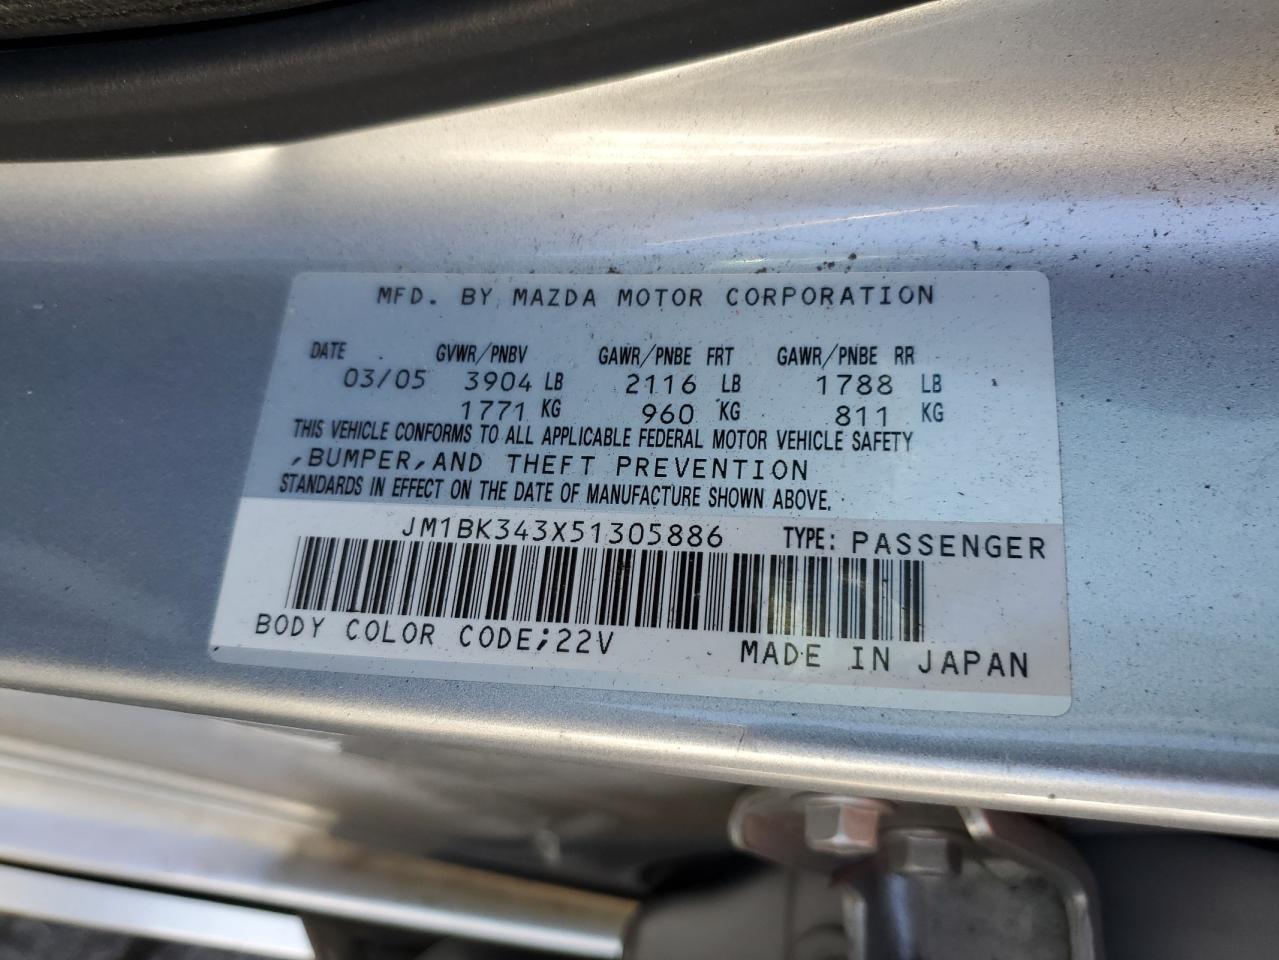 MFD. BY MAZDA MOTOR CORPORATION
DATE GVWR/PNBV GAWR/PNBE FRT GAWR/PNBE RR
03/05 3904 LB 2116 LB 1788 LB
1771 KG 960 KG 811 KG
THIS VEHICLE CONFORMS TO ALL APPLICABLE FEDERAL MOTOR VEHICLE SAFETY
,BUMPER,AND THEFT PREVENTION
STANDARDS IN EFFECT ON THE DATE OF MANUFACTURE SHOWN ABOVE.
JM1BK343X51305886 TYPE: PASSENGER
BODY COLOR CODE;22V MADE IN JAPAN